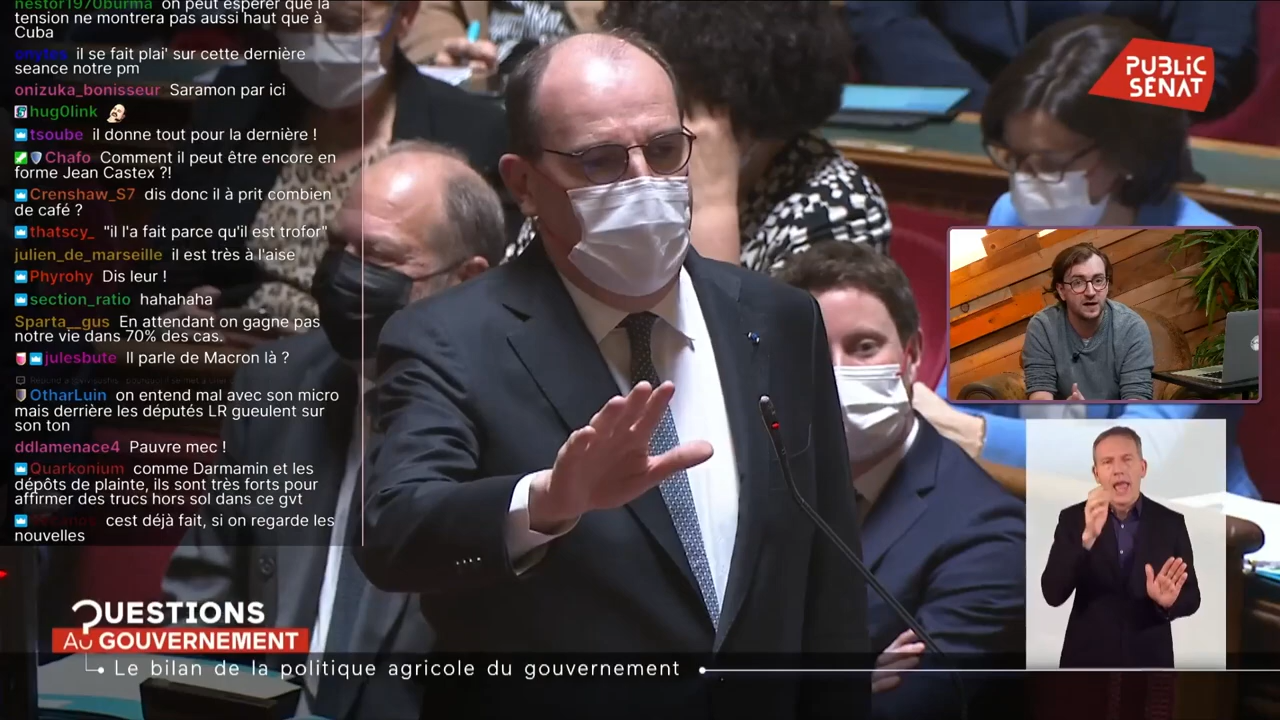 nestor1970burma on peut espérer que la
tension ne montrera pas aussi haut que à
Cuba
onyfes il se fait plai' sur cette dernière
seance notre pm
onizuka_bonisseur Saramon par ici
hug0link
tsoube il donne tout pour la dernière !
Chafo Comment il peut être encore en
forme Jean Castex ?!
Crenshaw_S7 dis donc il à prit combien
de café ?
thatscy_ "il l'a fait parce qu'il est trofor"
julien_de_marseille il est très à l'aise
Phyrohy Dis leur !
section_ratio hahahaha
Sparta__gus En attendant on gagne pas
notre vie dans 70% des cas.
julesbute Il parle de Macron là ?
OtharLuin on entend mal avec son micro
mais derrière les députés LR gueulent sur
son ton
ddlamenace4 Pauvre mec !
Quarkonium comme Darmamin et les
dépôts de plainte, ils sont très forts pour
affirmer des trucs hors sol dans ce gvt
cest déjà fait, si on regarde les
nouvelles
PUBLIC
SÉNAT
QUESTIONS
AU GOUVERNEMENT
Le bilan de la politique agricole du gouvernement